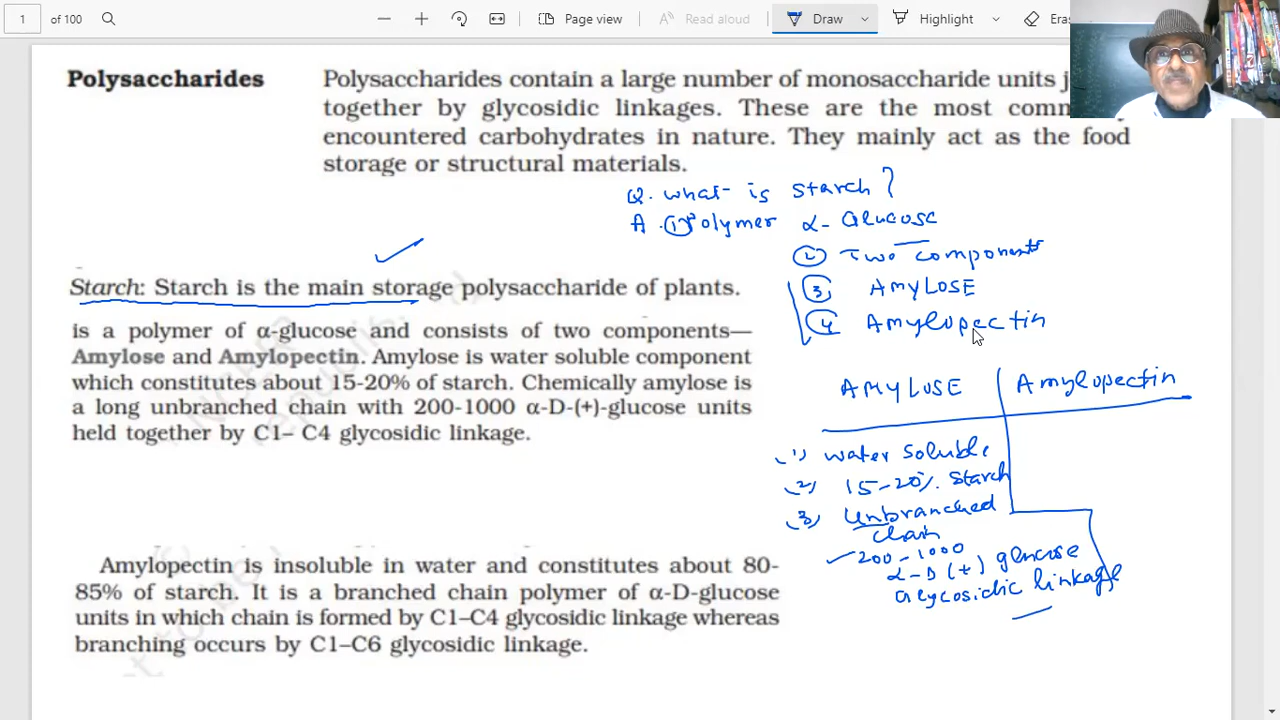 1 of 100 Page view Read aloud Draw Highlight Eras
Polysaccharides
Polysaccharides contain a large number of monosaccharide units j
together by glycosidic linkages. These are the most comm
encountered carbohydrates in nature. They mainly act as the food
storage or structural materials.
Q. what is starch?
A. ① Polymer α- Glucose
② Two components
③ AMYLOSE
④ Amylopectin
Starch: Starch is the main storage polysaccharide of plants.
is a polymer of α-glucose and consists of two components—
Amylose and Amylopectin. Amylose is water soluble component
which constitutes about 15-20% of starch. Chemically amylose is
a long unbranched chain with 200-1000 α-D-(+)-glucose units
held together by C1– C4 glycosidic linkage.
AMYLOSE Amylopectin
(1) water soluble
(2) 15-20% starch
(3) Unbranched
chain
200-1000
α-D (+) glucose
glycosidic linkage
Amylopectin is insoluble in water and constitutes about 80-
85% of starch. It is a branched chain polymer of α-D-glucose
units in which chain is formed by C1–C4 glycosidic linkage whereas
branching occurs by C1–C6 glycosidic linkage.